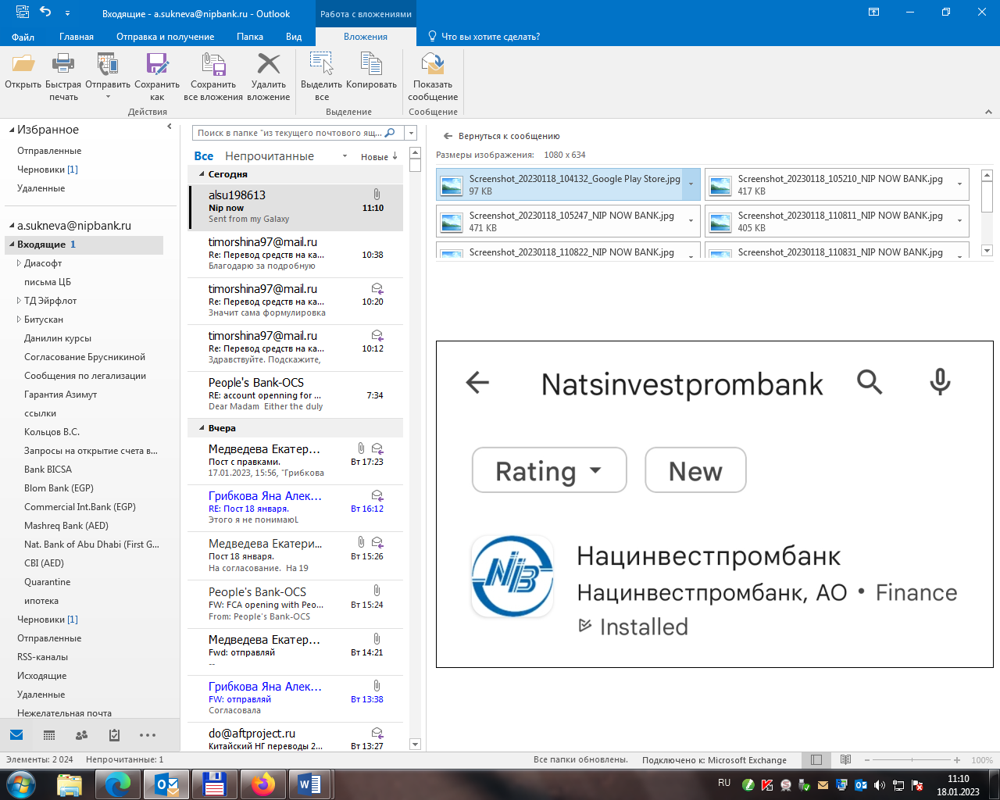 Входящие - a.sukneva@nipbank.ru - Outlook
Работа с вложениями
Файл
Главная
Отправка и получение
Папка
Вид
Вложения
Что вы хотите сделать?
Открыть
Быстрая печать
Отправить
Сохранить как
Сохранить все вложения
Удалить вложение
Выделить все
Копировать
Показать сообщение
Действия
Выделение
Сообщение
Избранное
Отправленные
Черновики [1]
Удаленные
a.sukneva@nipbank.ru
Входящие 1
Диасофт
письма ЦБ
ТД Эйрфлот
Битускан
Данилин курсы
Согласование Брусникиной
Сообщения по легализации
Гарантия Азимут
ссылки
Кольцов В.С.
Запросы на открытие счета в...
Bank BICSA
Blom Bank (EGP)
Commercial Int.Bank (EGP)
Mashreq Bank (AED)
Nat. Bank of Abu Dhabi (First G...
CBI (AED)
Quarantine
ипотека
Черновики [1]
Отправленные
RSS-каналы
Исходящие
Удаленные
Нежелательная почта
Поиск в папке "из текущего почтового ящ...
Все
Непрочитанные
Новые
Сегодня
alsu198613
Nip now 11:10
Sent from my Galaxy
timorshina97@mail.ru
Re: Перевод средств на ка... 10:38
Благодарю за подробную
timorshina97@mail.ru
Re: Перевод средств на ка... 10:20
Значит сама формулировка
timorshina97@mail.ru
Re: Перевод средств на ка... 10:12
Здравствуйте. Подскажите,
People's Bank-OCS
RE: account openning for ... 7:34
Dear Madam Either the duly
Вчера
Медведева Екатер...
Пост с правками. Вт 17:23
17.01.2023, 15:56, "Грибкова
Грибкова Яна Алек...
RE: Пост 18 января. Вт 16:12
Этого я не понимаюL
Медведева Екатери...
Пост 18 января. Вт 15:26
На согласование. На 19
People's Bank-OCS
FW: FCA opening with Peo... Вт 15:24
From: People's Bank-OCS
Медведева Екатер...
Fwd: отправляй Вт 14:21
--
Грибкова Яна Алек...
FW: отправляй Вт 13:38
Согласовала
do@aftproject.ru
Китайский НГ переводы 2... Вт 13:27
Вернуться к сообщению
Размеры изображения: 1080 x 634
Screenshot_20230118_104132_Google Play Store.jpg
97 KB
Screenshot_20230118_105210_NIP NOW BANK.jpg
417 KB
Screenshot_20230118_105247_NIP NOW BANK.jpg
471 KB
Screenshot_20230118_110811_NIP NOW BANK.jpg
405 KB
Screenshot_20230118_110822_NIP NOW BANK.jpg
Screenshot_20230118_110831_NIP NOW BANK.jpg
Natsinvestprombank
Rating
New
NIB
Нацинвестпромбанк
Нацинвестпромбанк, АО • Finance
Installed
Элементы: 2 024
Непрочитанные: 1
Все папки обновлены.
Подключено к: Microsoft Exchange
100%
RU
11:10
18.01.2023